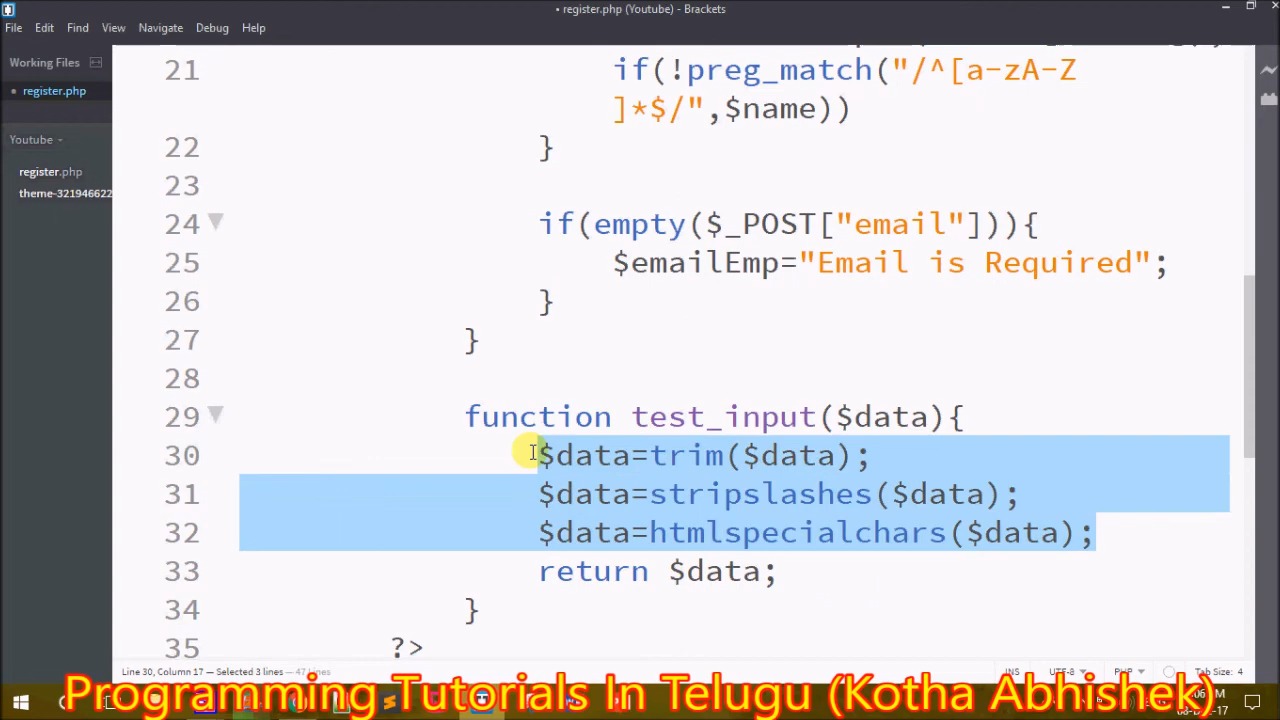 • register.php (Youtube) - Brackets
File Edit Find View Navigate Debug Help
Working Files
• register.php
Youtube
register.php
theme-321946622
21 if(!preg_match("/^[a-zA-Z
]*$/",$name))
22 }
23
24 if(empty($_POST["email"])){
25 $emailEmp="Email is Required";
26 }
27 }
28
29 function test_input($data){
30 $data=trim($data);
31 $data=stripslashes($data);
32 $data=htmlspecialchars($data);
33 return $data;
34 }
35 ?>
Line 30, Column 17 — Selected 3 lines — 47 Lines
INS UTF-8 PHP Tab Size: 4
Programming Tutorials In Telugu (Kotha Abhishek)